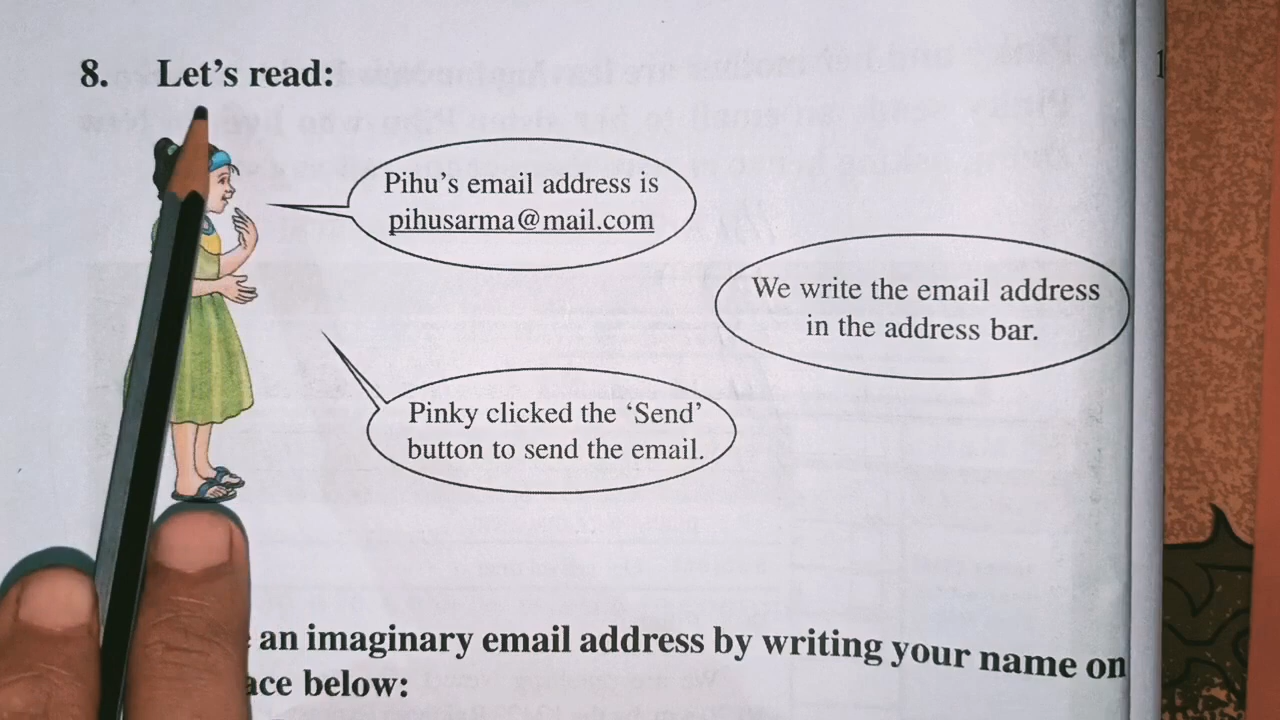 8. Let's read:
Pihu's email address is
pihusarma@mail.com
We write the email address
in the address bar.
Pinky clicked the ‘Send’
button to send the email.
an imaginary email address by writing your name on
below: